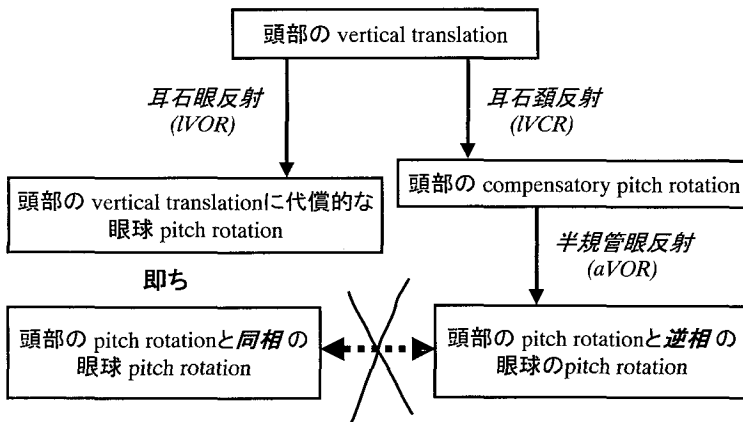 頭部の vertical translation
耳石眼反射
(lVOR)
耳石頚反射
(lVCR)
頭部の vertical translationに代償的な
眼球 pitch rotation
頭部の compensatory pitch rotation
即ち
半規管眼反射
(aVOR)
頭部の pitch rotationと同相 の
眼球 pitch rotation
頭部の pitch rotationと逆相 の
眼球のpitch rotation